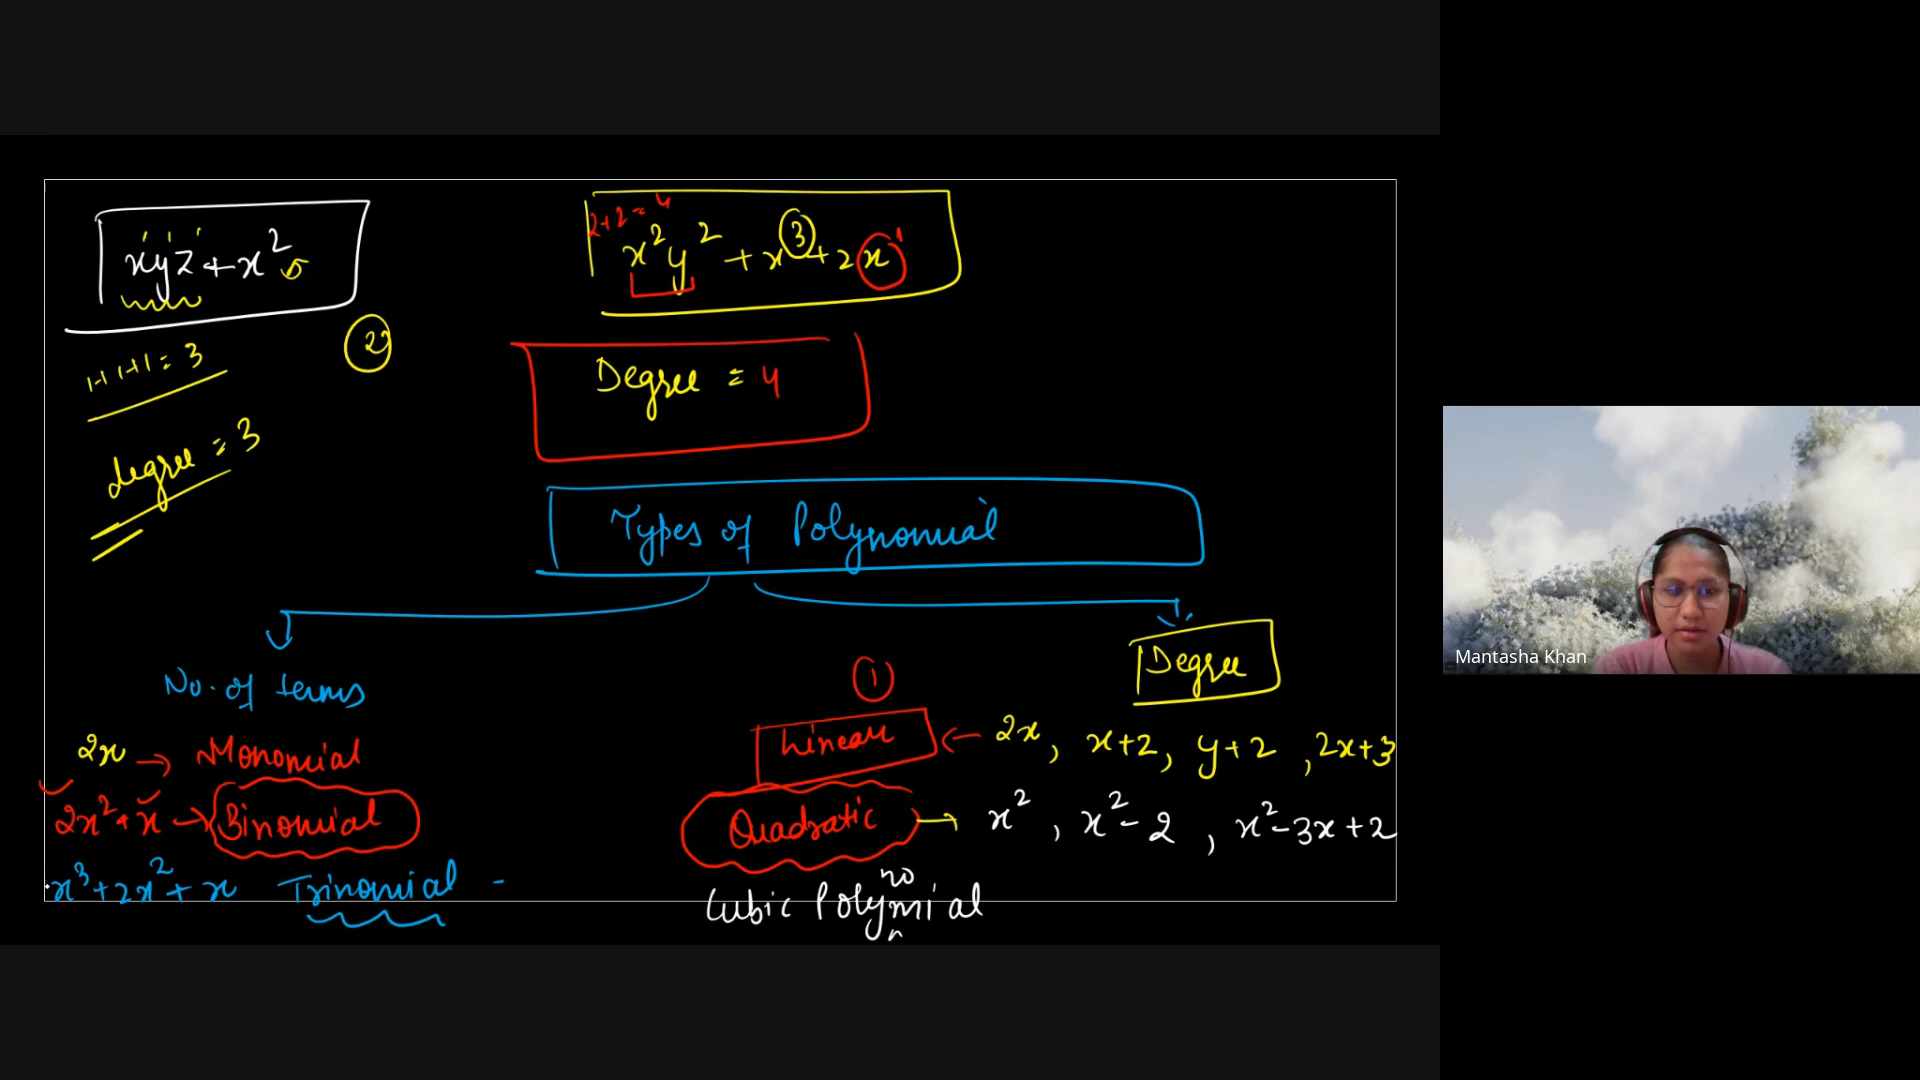 xyz + x²
1+1+1 = 3
2
degree = 3
2+2 = 4
x²y² + x³ + 2x¹
Degree = 4
Types of Polynomial
No. of terms
2x → Monomial
2x² + x → Binomial
x³ + 2x² + x Trinomial -
Degree
1
Linear ← 2x, x+2, y+2, 2x+3
Quadratic → x², x²-2, x²-3x+2
Cubic Polynomial
Mantasha Khan